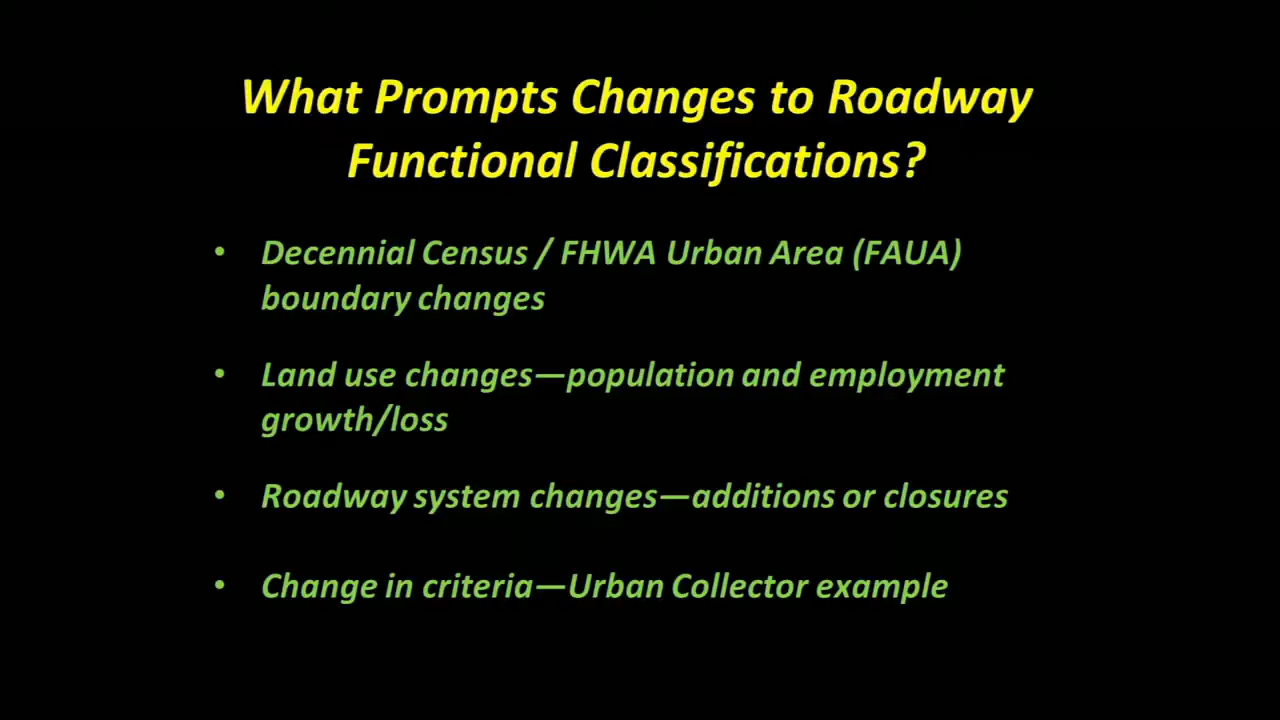 What Prompts Changes to Roadway
Functional Classifications?
• Decennial Census / FHWA Urban Area (FAUA)
boundary changes
• Land use changes—population and employment
growth/loss
• Roadway system changes—additions or closures
• Change in criteria—Urban Collector example